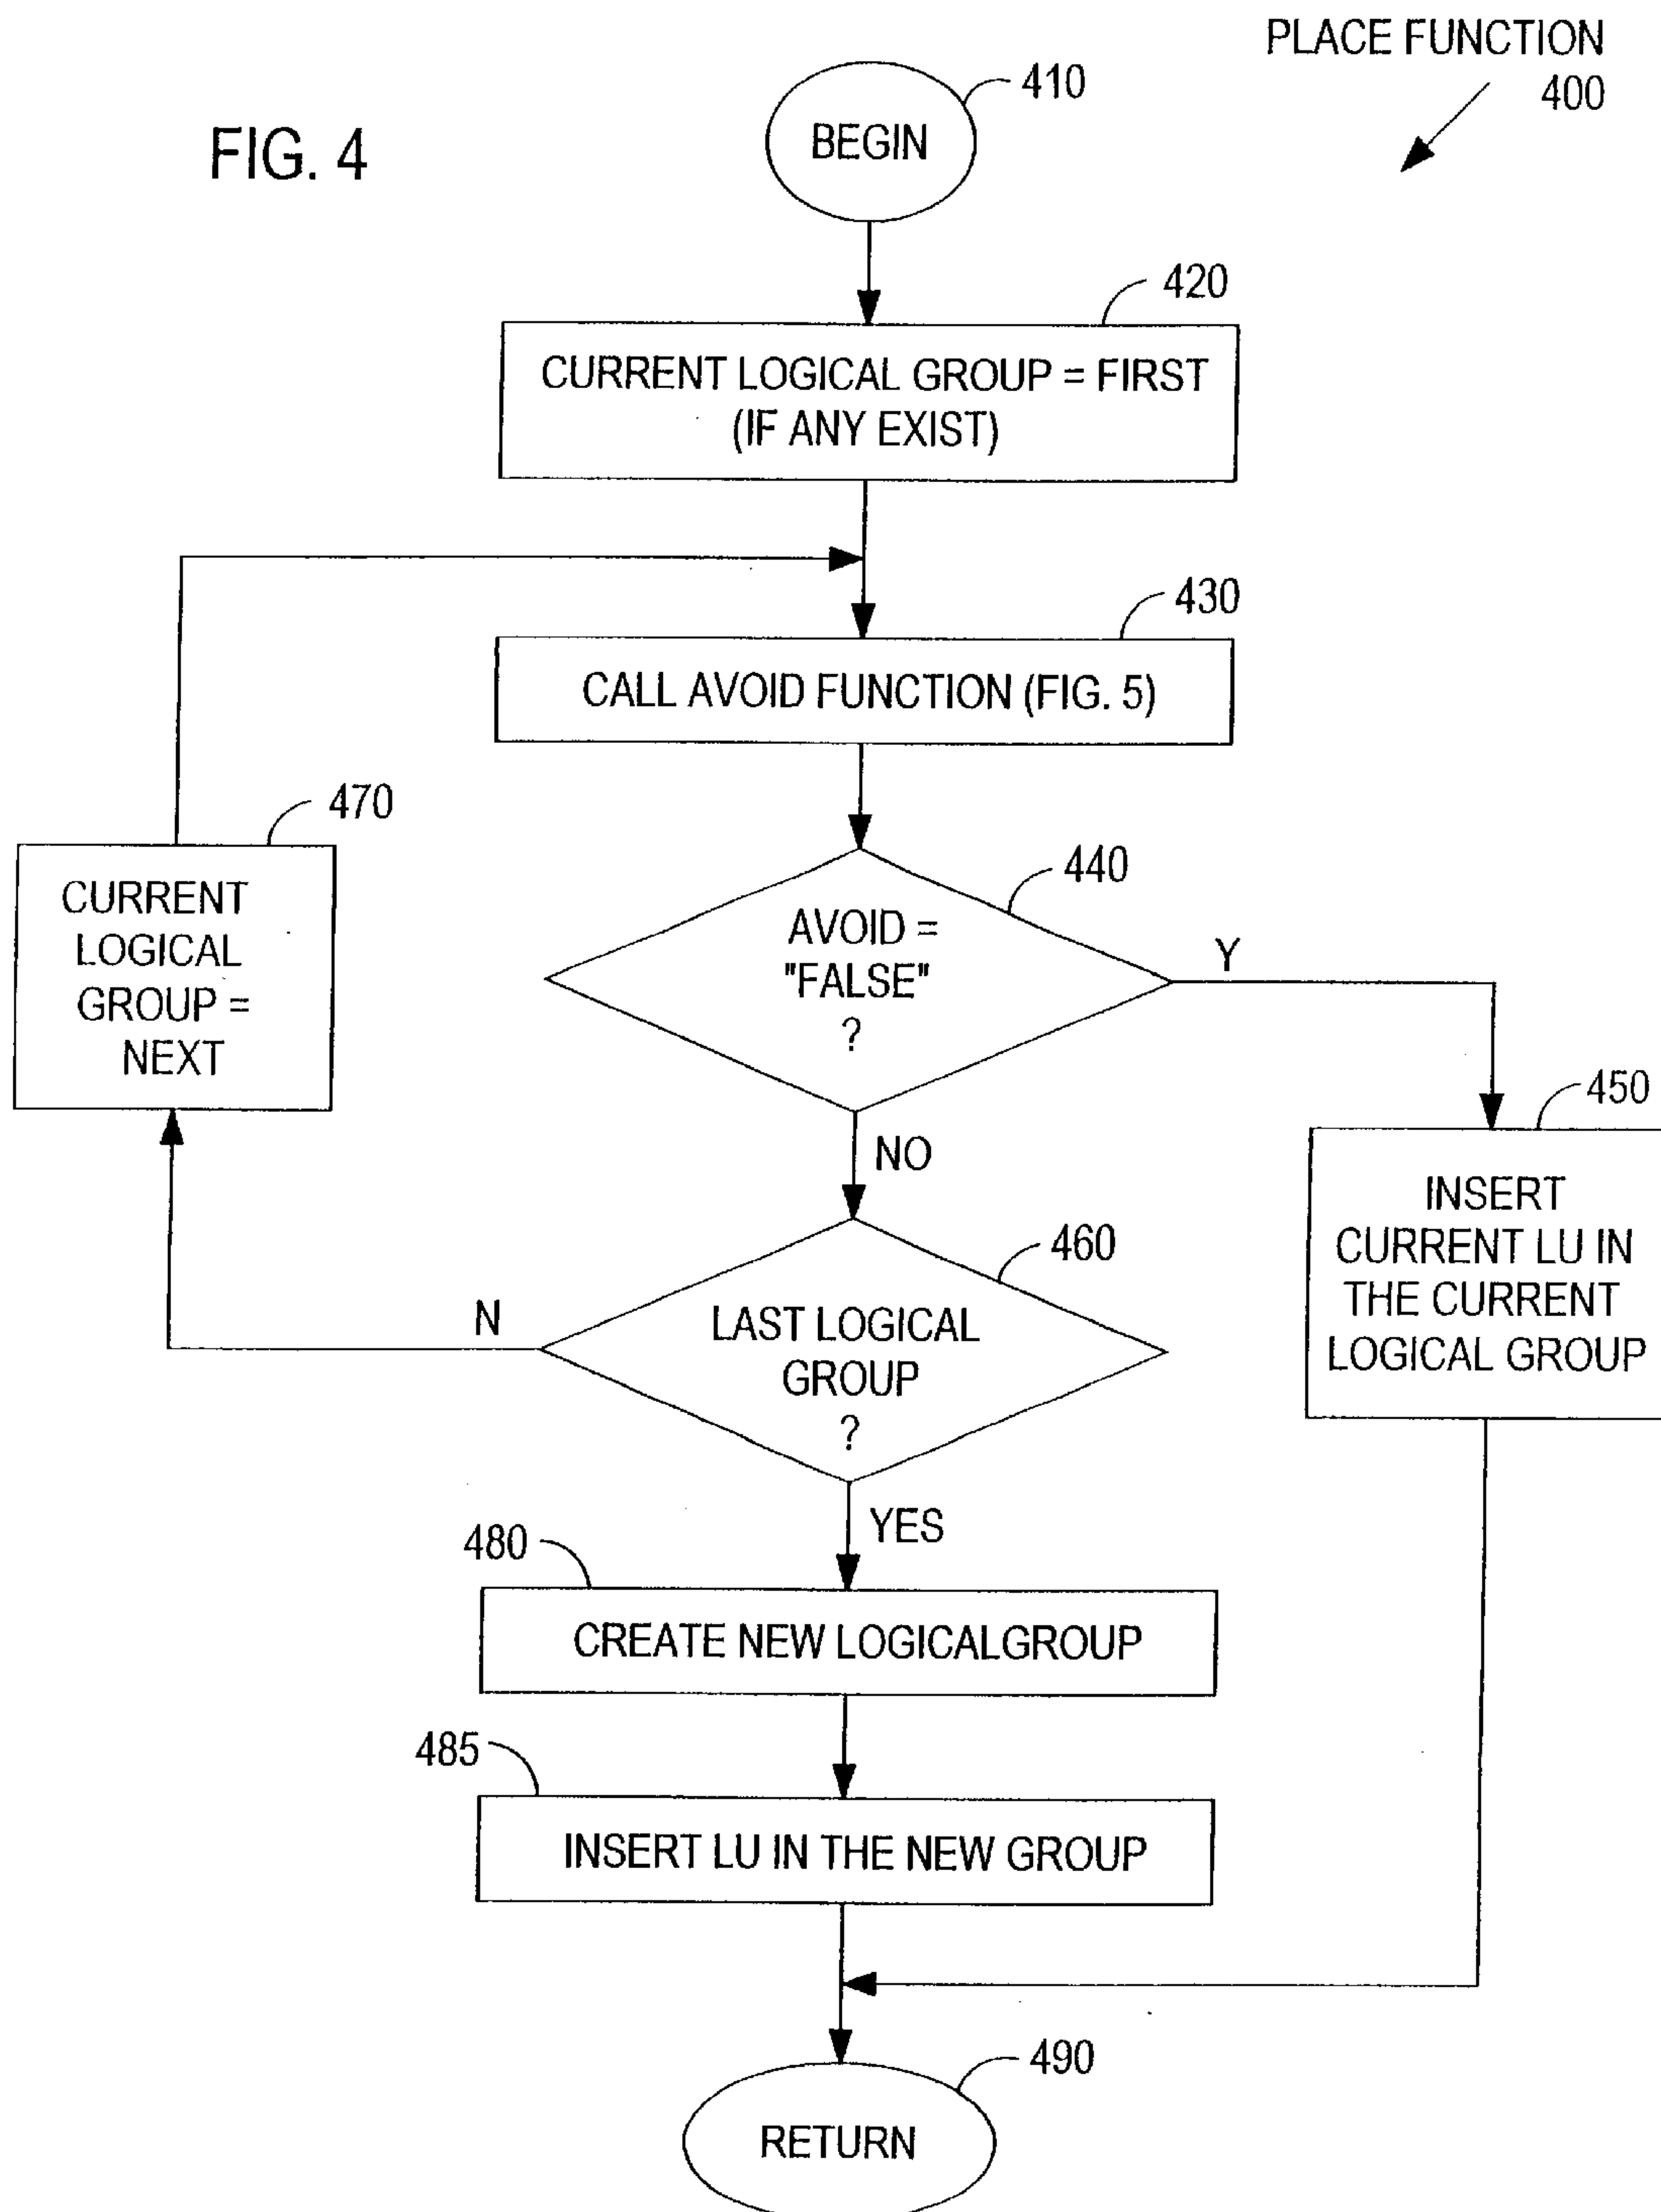 PLACE FUNCTION
400
FIG. 4
410
BEGIN
420
CURRENT LOGICAL GROUP = FIRST
(IF ANY EXIST)
430
CALL AVOID FUNCTION (FIG. 5)
470
CURRENT
LOGICAL
GROUP =
NEXT
440
AVOID =
"FALSE"
?
Y
NO
450
INSERT
CURRENT LU IN
THE CURRENT
LOGICAL GROUP
460
LAST LOGICAL
GROUP
?
N
YES
480
CREATE NEW LOGICALGROUP
485
INSERT LU IN THE NEW GROUP
490
RETURN